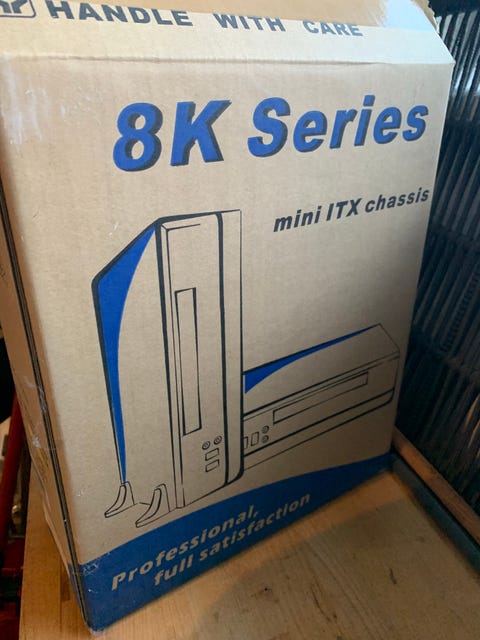 HANDLE WITH CARE
8K Series
mini ITX chassis
Professional,
full satisfaction